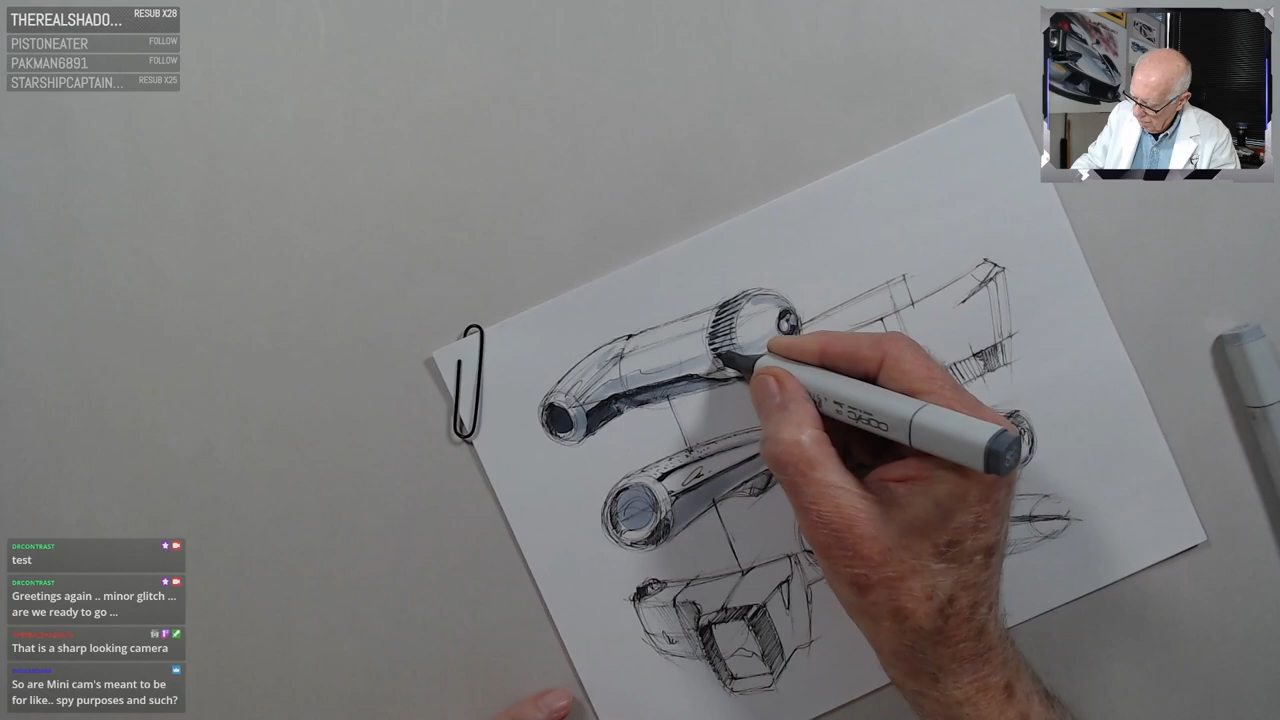 THEREALSHADO... RESUB X28
PISTONEATER FOLLOW
PAKMAN6891 FOLLOW
STARSHIPCAPTAIN... RESUB X25
DRCONTRAST
test
DRCONTRAST
Greetings again .. minor glitch ...
are we ready to go ...
That is a sharp looking camera
So are Mini cam's meant to be
for like.. spy purposes and such?
COPIC